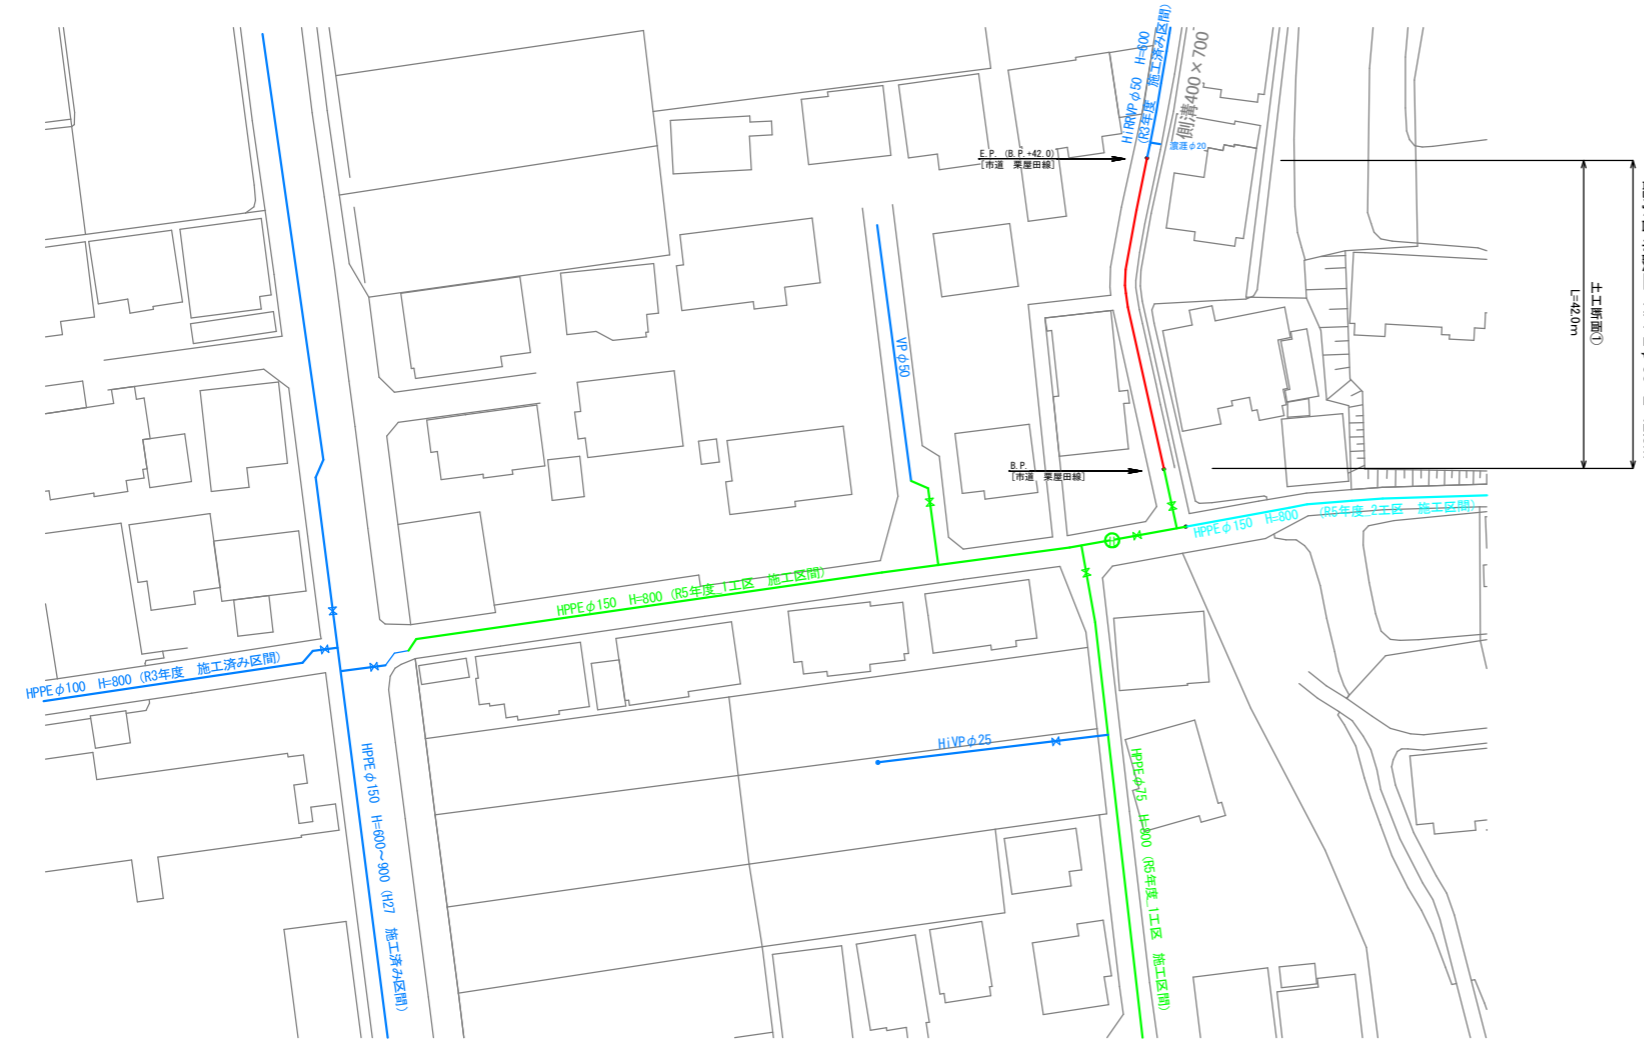 HiRRVPφ50 H=600
(R3年度 施工済み区間)
側溝400×700
E.P. (B.P.+42.0)
[市道 栗屋田線]
土工断面①
L=42.0m
VPφ50
B.P.
[市道 栗屋田線]
HPPEφ150 H=800 (R5年度_2工区 施工区間)
HPPEφ150 H=800 (R5年度_1工区 施工区間)
HPPEφ100 H=800 (R3年度 施工済み区間)
HiVPφ25
HPPEφ150 H=600～900 (H27 施工済み区間)
HPPEφ75 H=800 (R5年度_1工区 施工区間)